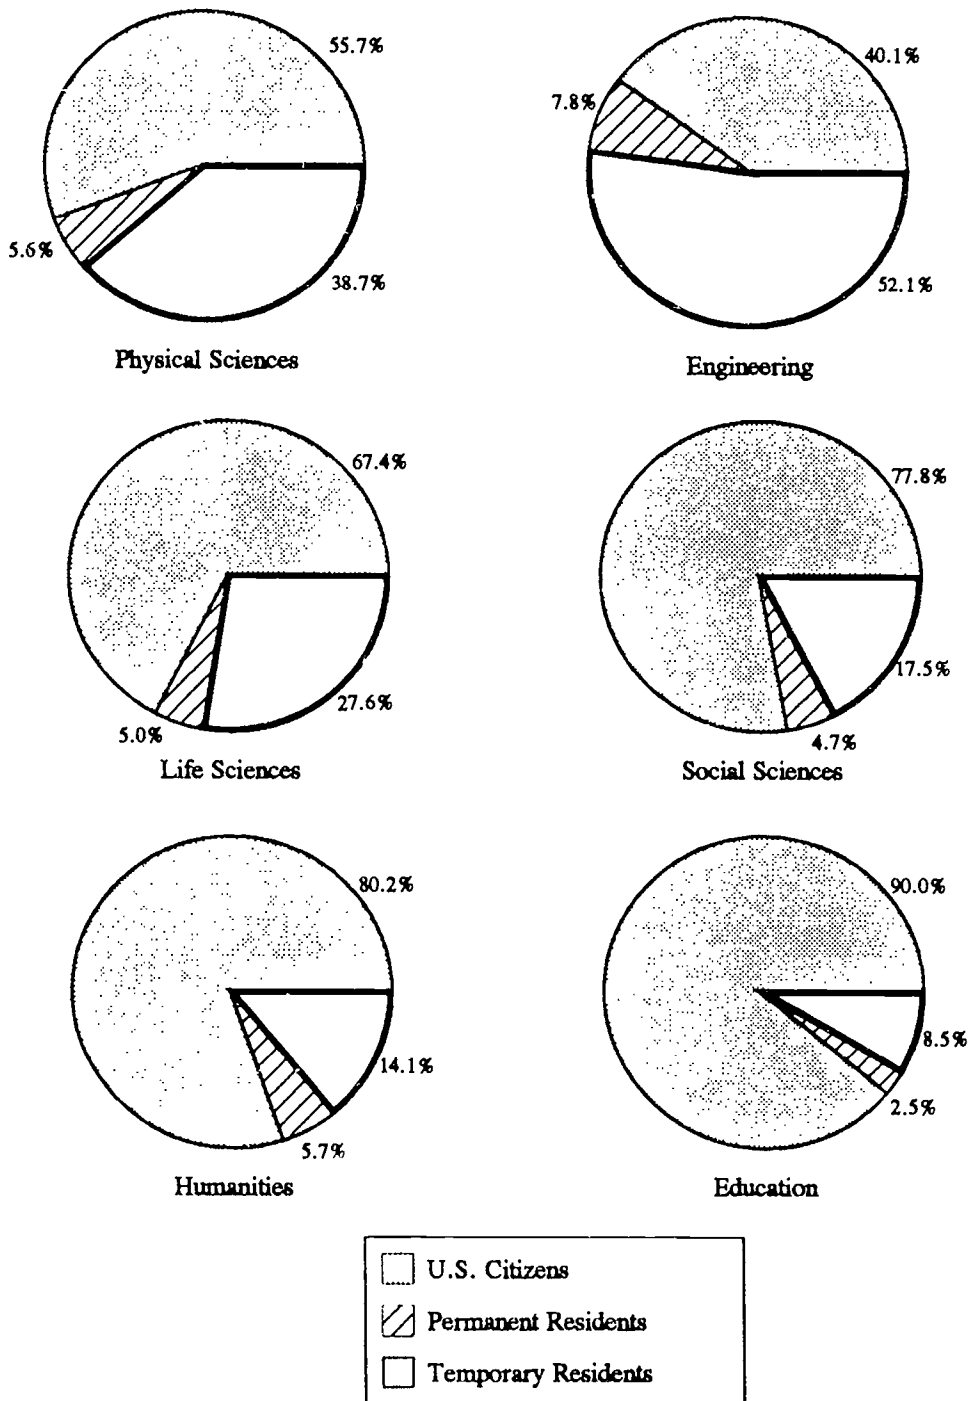 55.7%
5.6%
38.7%
Physical Sciences
40.1%
7.8%
52.1%
Engineering
67.4%
27.6%
5.0%
Life Sciences
77.8%
17.5%
4.7%
Social Sciences
80.2%
14.1%
5.7%
Humanities
90.0%
8.5%
2.5%
Education
U.S. Citizens
Permanent Residents
Temporary Residents